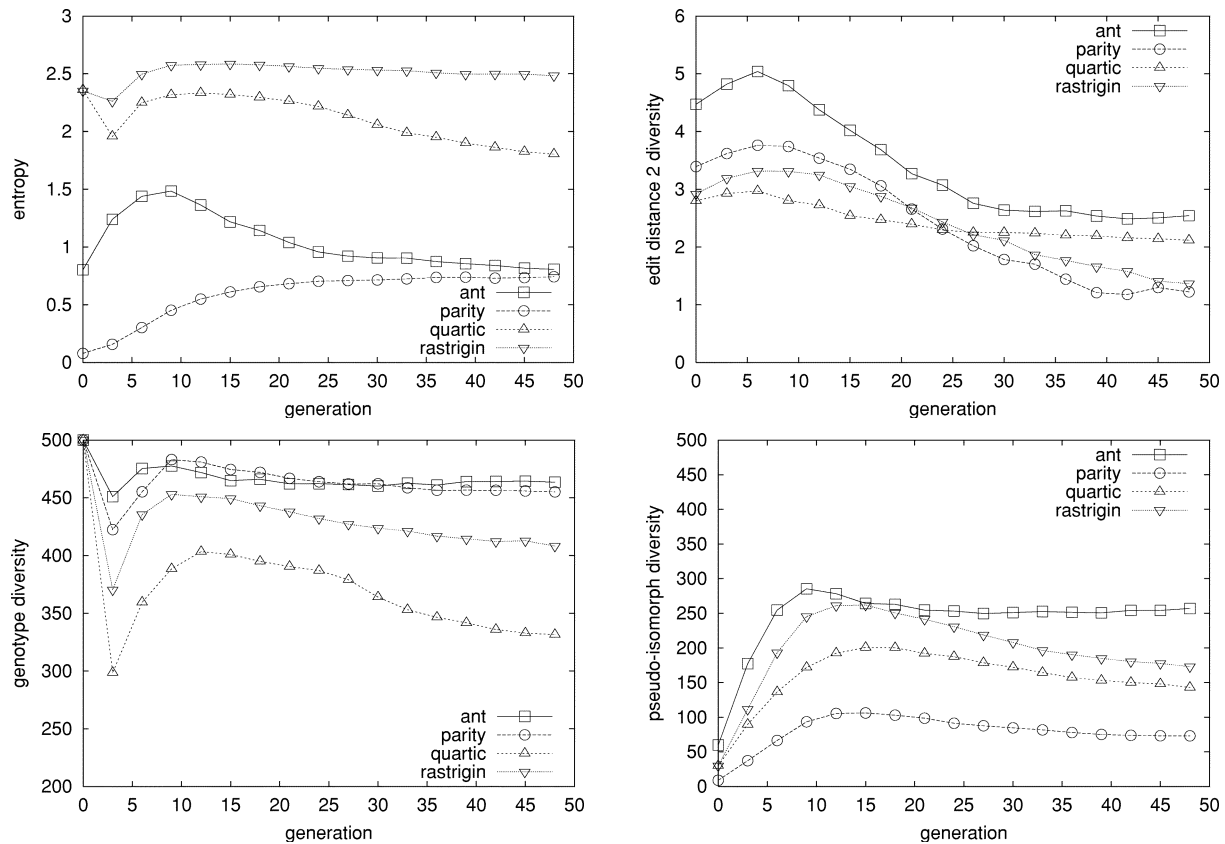 3
2.5
2
1.5
1
0.5
0
entropy
ant
parity
quartic
rastrigin
0 5 10 15 20 25 30 35 40 45 50
generation
6
5
4
3
2
1
0
edit distance 2 diversity
ant
parity
quartic
rastrigin
0 5 10 15 20 25 30 35 40 45 50
generation
500
450
400
350
300
250
200
genotype diversity
ant
parity
quartic
rastrigin
0 5 10 15 20 25 30 35 40 45 50
generation
500
450
400
350
300
250
200
150
100
50
0
pseudo-isomorph diversity
ant
parity
quartic
rastrigin
0 5 10 15 20 25 30 35 40 45 50
generation